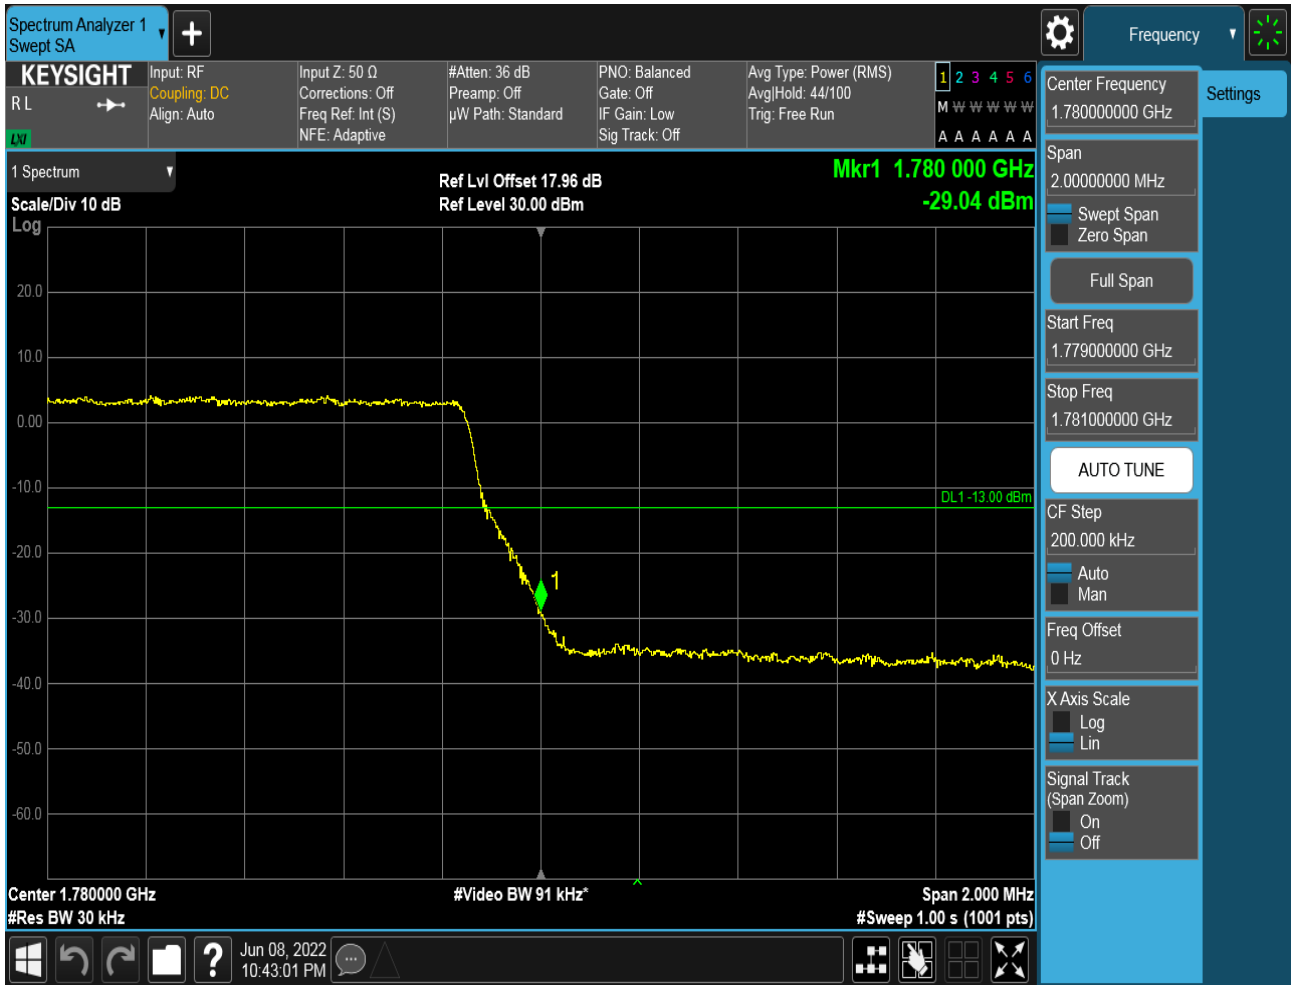 Spectrum Analyzer 1
Swept SA
Frequency
KEYSIGHT
R L
LXI
Input: RF
Coupling: DC
Align: Auto
Input Z: 50 Ω
Corrections: Off
Freq Ref: Int (S)
NFE: Adaptive
#Atten: 36 dB
Preamp: Off
µW Path: Standard
PNO: Balanced
Gate: Off
IF Gain: Low
Sig Track: Off
Avg Type: Power (RMS)
Avg|Hold: 44/100
Trig: Free Run
1 2 3 4 5 6
M W W W W W
A A A A A A
1 Spectrum
Scale/Div 10 dB
Log
Ref Lvl Offset 17.96 dB
Ref Level 30.00 dBm
Mkr1 1.780 000 GHz
-29.04 dBm
20.0
10.0
0.00
-10.0
-20.0
-30.0
-40.0
-50.0
-60.0
DL1 -13.00 dBm
1
Center 1.780000 GHz
#Res BW 30 kHz
#Video BW 91 kHz*
Span 2.000 MHz
#Sweep 1.00 s (1001 pts)
?
Jun 08, 2022
10:43:01 PM
Center Frequency
1.780000000 GHz
Settings
Span
2.00000000 MHz
Swept Span
Zero Span
Full Span
Start Freq
1.779000000 GHz
Stop Freq
1.781000000 GHz
AUTO TUNE
CF Step
200.000 kHz
Auto
Man
Freq Offset
0 Hz
X Axis Scale
Log
Lin
Signal Track
(Span Zoom)
On
Off